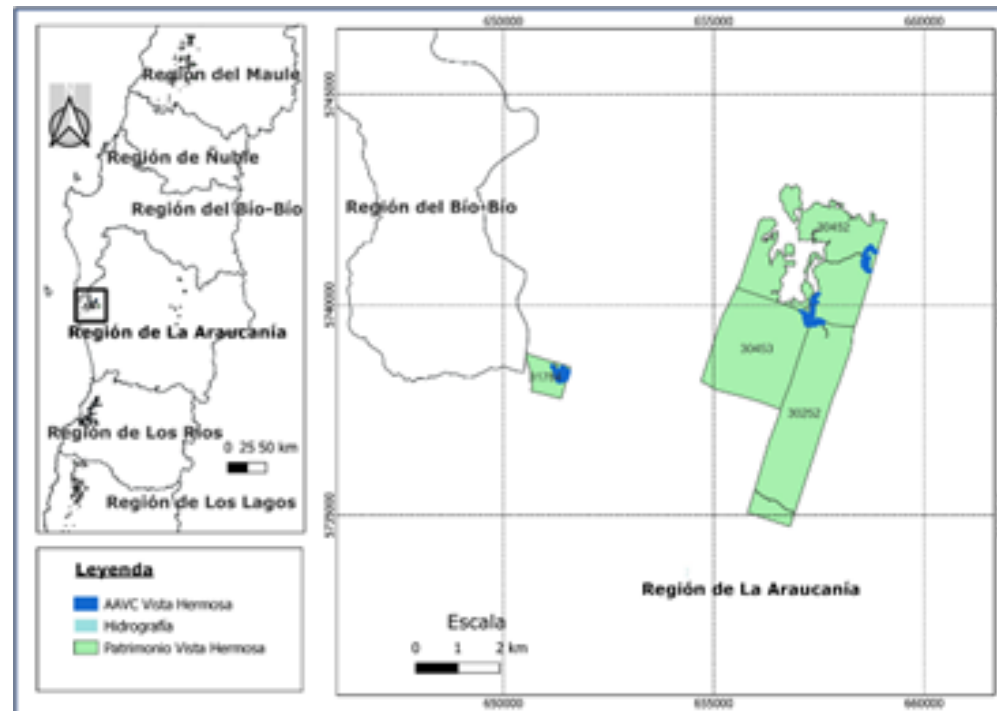 Región del Maule
Región de Ñuble
Región del Bío-Bío
Región de La Araucanía
Región de Los Ríos
0 25 50 km
Región de Los Lagos
Leyenda
AAVC Vista Hermosa
Hidrografía
Patrimonio Vista Hermosa
650000 655000 660000
5745000
Región del Bío-Bío
30452
5740000
30453
30252
5735000
Región de La Araucanía
Escala
0 1 2 km
650000 655000 660000